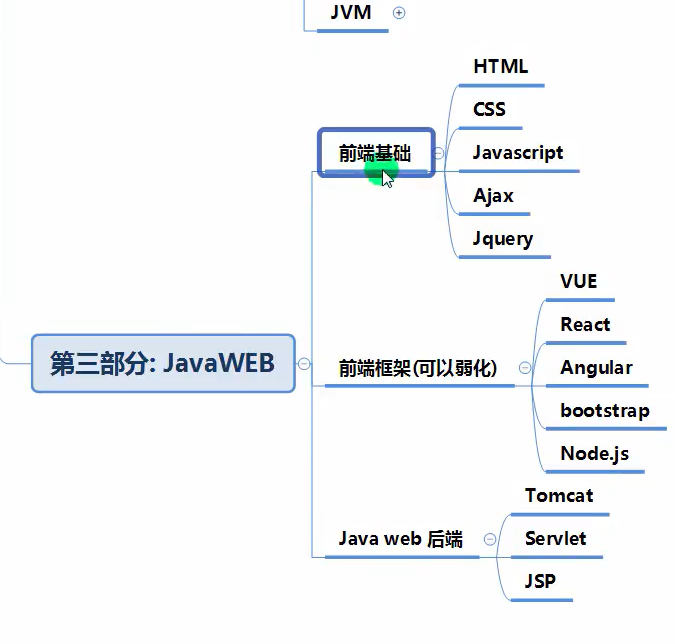 JVM
第三部分: JavaWEB
前端基础
HTML
CSS
Javascript
Ajax
Jquery
前端框架(可以弱化)
VUE
React
Angular
bootstrap
Node.js
Java web 后端
Tomcat
Servlet
JSP